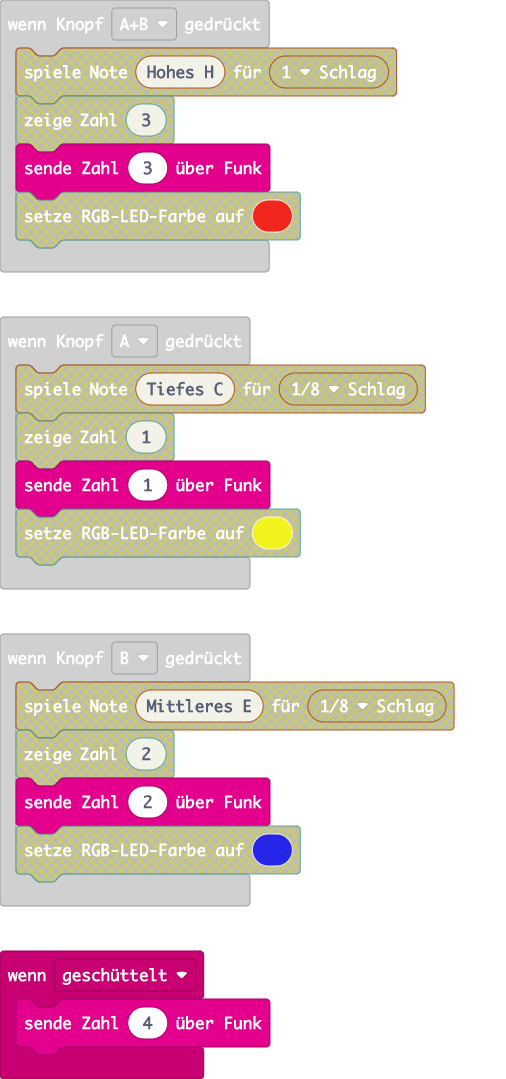 wenn Knopf A+B gedrückt
spiele Note Hohes H für 1 Schlag
zeige Zahl 3
sende Zahl 3 über Funk
setze RGB-LED-Farbe auf
wenn Knopf A gedrückt
spiele Note Tiefes C für 1/8 Schlag
zeige Zahl 1
sende Zahl 1 über Funk
setze RGB-LED-Farbe auf
wenn Knopf B gedrückt
spiele Note Mittleres E für 1/8 Schlag
zeige Zahl 2
sende Zahl 2 über Funk
setze RGB-LED-Farbe auf
wenn geschüttelt
sende Zahl 4 über Funk